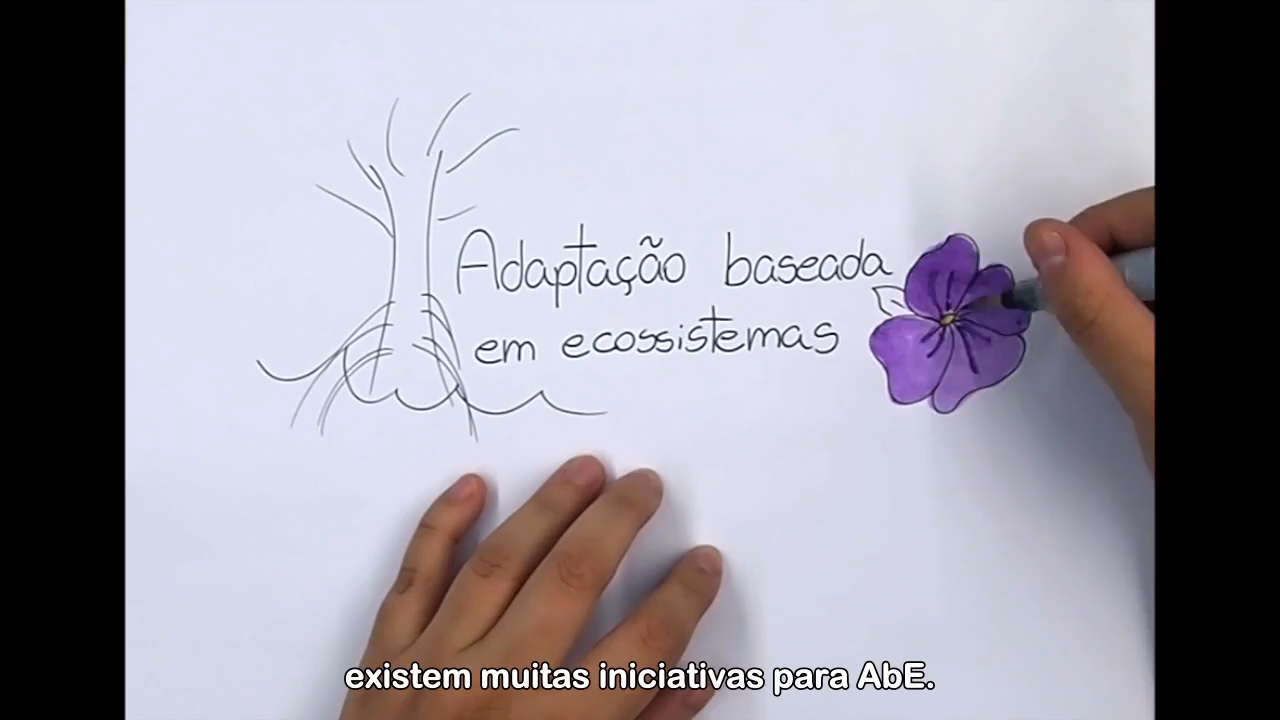 Adaptação baseada
em ecossistemas
existem muitas iniciativas para AbE.